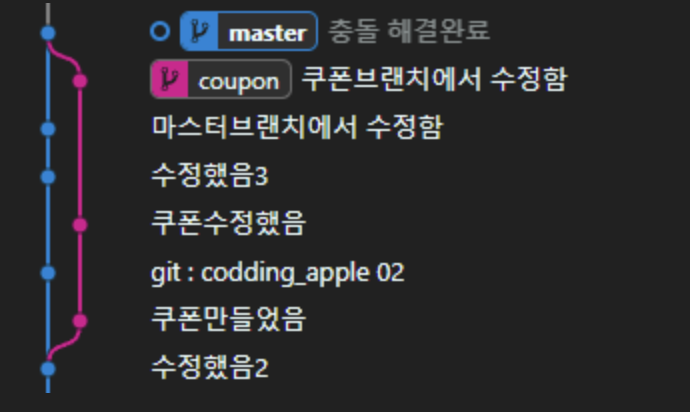 master 충돌 해결완료
coupon 쿠폰브랜치에서 수정함
마스터브랜치에서 수정함
수정했음3
쿠폰수정했음
git : codding_apple 02
쿠폰만들었음
수정했음2